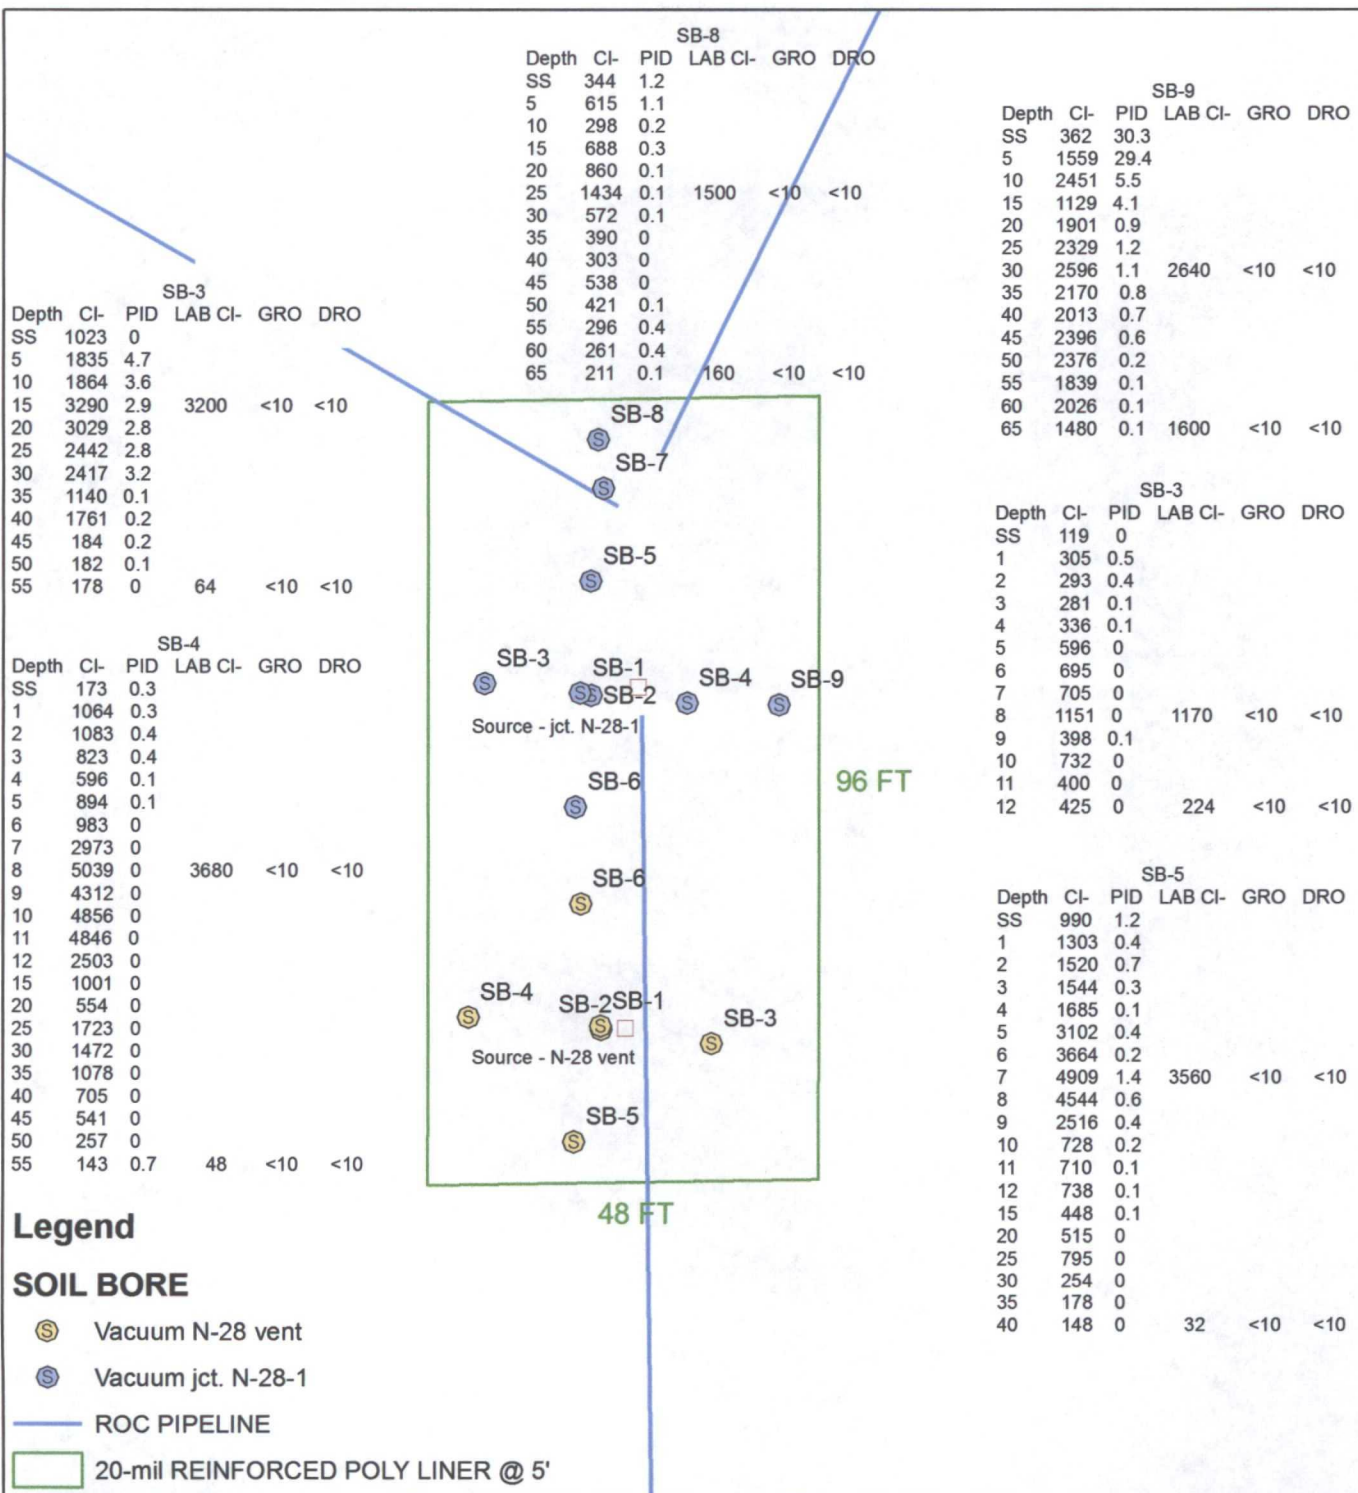 SB-8
Depth Cl- PID LAB Cl- GRO DRO
SS 344 1.2
5 615 1.1
10 298 0.2
15 688 0.3
20 860 0.1
25 1434 0.1 1500 <10 <10
30 572 0.1
35 390 0
40 303 0
45 538 0
50 421 0.1
55 296 0.4
60 261 0.4
65 211 0.1 160 <10 <10
SB-9
Depth Cl- PID LAB Cl- GRO DRO
SS 362 30.3
5 1559 29.4
10 2451 5.5
15 1129 4.1
20 1901 0.9
25 2329 1.2
30 2596 1.1 2640 <10 <10
35 2170 0.8
40 2013 0.7
45 2396 0.6
50 2376 0.2
55 1839 0.1
60 2026 0.1
65 1480 0.1 1600 <10 <10
SB-3
Depth Cl- PID LAB Cl- GRO DRO
SS 1023 0
5 1835 4.7
10 1864 3.6
15 3290 2.9 3200 <10 <10
20 3029 2.8
25 2442 2.8
30 2417 3.2
35 1140 0.1
40 1761 0.2
45 184 0.2
50 182 0.1
55 178 0 64 <10 <10
SB-3
Depth Cl- PID LAB Cl- GRO DRO
SS 119 0
1 305 0.5
2 293 0.4
3 281 0.1
4 336 0.1
5 596 0
6 695 0
7 705 0
8 1151 0 1170 <10 <10
9 398 0.1
10 732 0
11 400 0
12 425 0 224 <10 <10
SB-4
Depth Cl- PID LAB Cl- GRO DRO
SS 173 0.3
1 1064 0.3
2 1083 0.4
3 823 0.4
4 596 0.1
5 894 0.1
6 983 0
7 2973 0
8 5039 0 3680 <10 <10
9 4312 0
10 4856 0
11 4846 0
12 2503 0
15 1001 0
20 554 0
25 1723 0
30 1472 0
35 1078 0
40 705 0
45 541 0
50 257 0
55 143 0.7 48 <10 <10
SB-5
Depth Cl- PID LAB Cl- GRO DRO
SS 990 1.2
1 1303 0.4
2 1520 0.7
3 1544 0.3
4 1685 0.1
5 3102 0.4
6 3664 0.2
7 4909 1.4 3560 <10 <10
8 4544 0.6
9 2516 0.4
10 728 0.2
11 710 0.1
12 738 0.1
15 448 0.1
20 515 0
25 795 0
30 254 0
35 178 0
40 148 0 32 <10 <10
SB-8
S
SB-7
S
SB-5
S
SB-3 SB-1 SB-4 SB-9
S S S S S
SB-2
Source - jct. N-28-1
SB-6
S
96 FT
SB-6
S
SB-4 SB-2 SB-1 SB-3
S S S
Source - N-28 vent
SB-5
S
48 FT
Legend
SOIL BORE
S Vacuum N-28 vent
S Vacuum jct. N-28-1
ROC PIPELINE
20-mil REINFORCED POLY LINER @ 5'